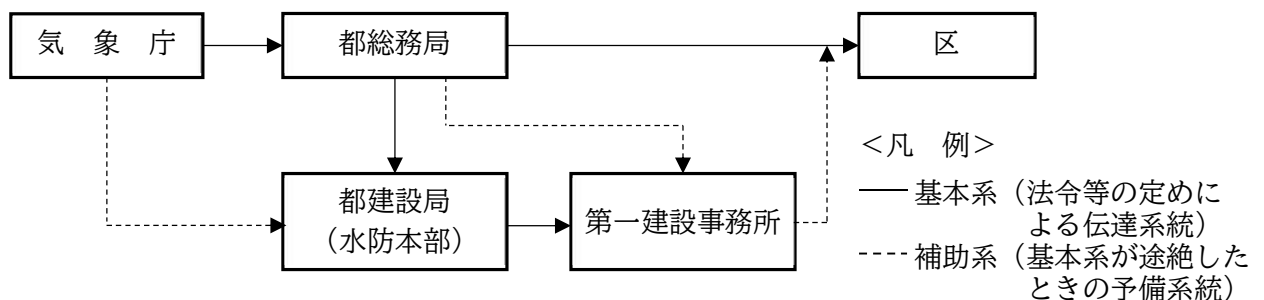 気　象　庁
都総務局
区
都建設局
（水防本部）
第一建設事務所
＜凡　例＞
基本系（法令等の定めに
よる伝達系統）
補助系（基本系が途絶した
ときの予備系統）